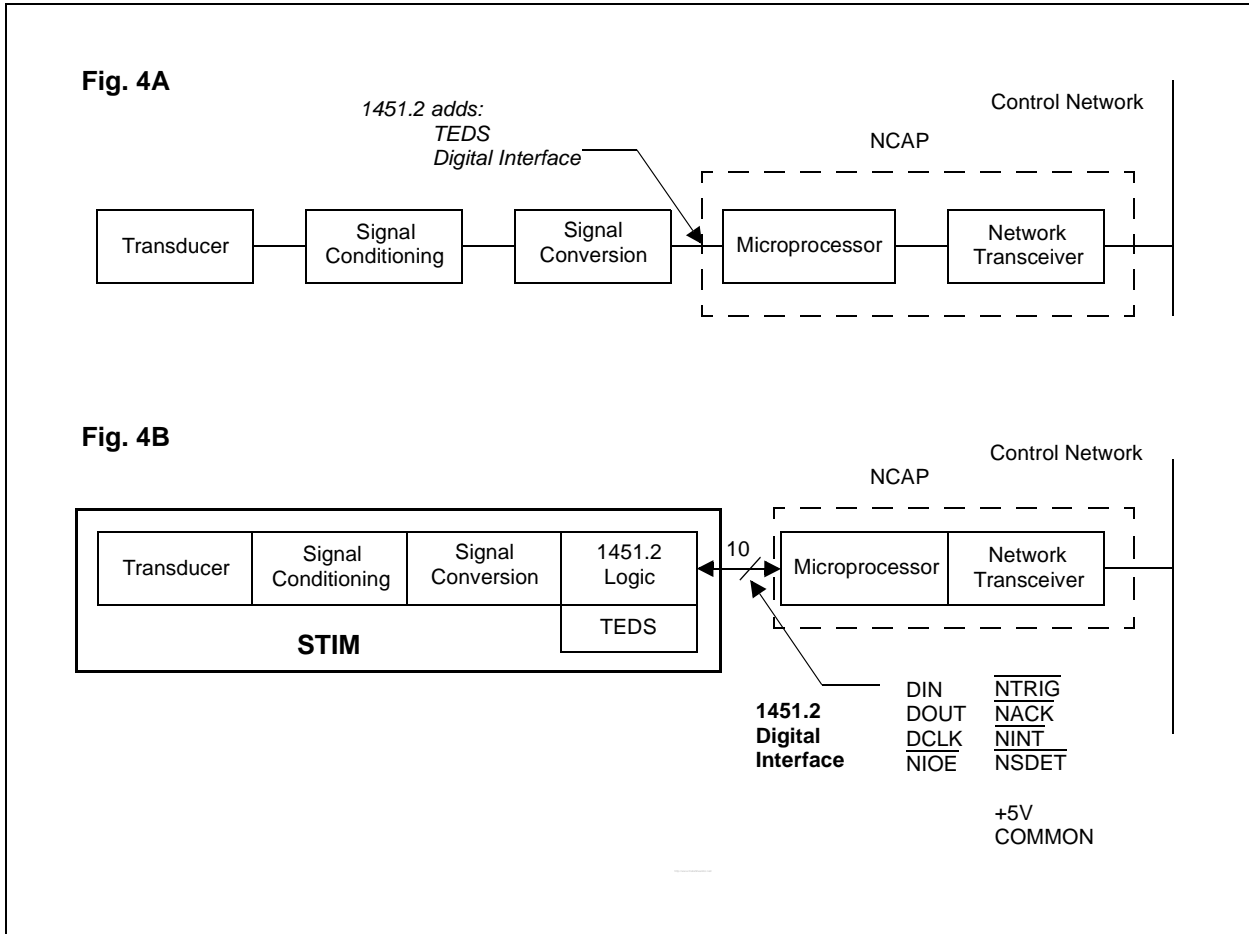 Fig. 4A
1451.2 adds:
TEDS
Digital Interface
Control Network
NCAP
Transducer
Signal
Conditioning
Signal
Conversion
Microprocessor
Network
Transceiver
Fig. 4B
Control Network
NCAP
Transducer
Signal
Conditioning
Signal
Conversion
1451.2
Logic
TEDS
STIM
10
Microprocessor
Network
Transceiver
1451.2
Digital
Interface
DIN NTRIG
DOUT NACK
DCLK NINT
NIOE NSDET
+5V
COMMON